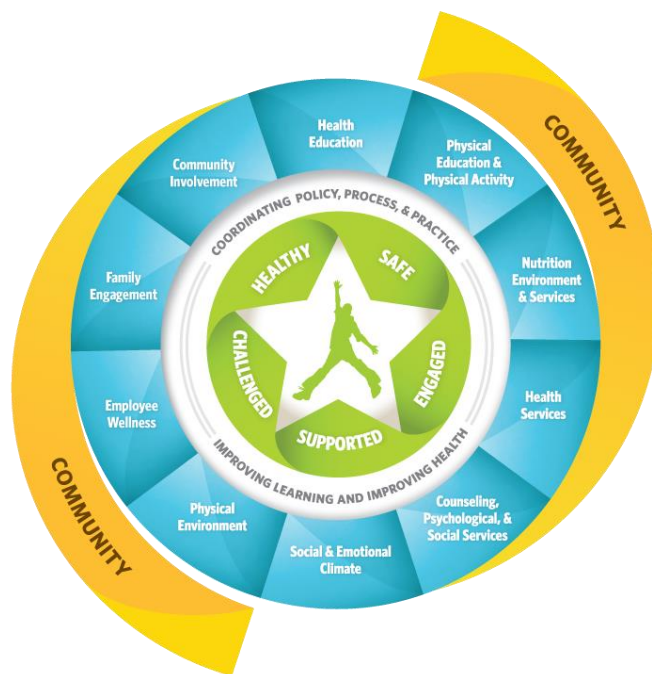 COMMUNITY
Health
Education
Physical
Education &
Physical Activity
Nutrition
Environment
& Services
Health
Services
Counseling,
Psychological, &
Social Services
Social & Emotional
Climate
Physical
Environment
Employee
Wellness
Family
Engagement
Community
Involvement
COORDINATING POLICY, PROCESS, & PRACTICE
IMPROVING LEARNING AND IMPROVING HEALTH
HEALTHY
SAFE
ENGAGED
SUPPORTED
CHALLENGED
COMMUNITY